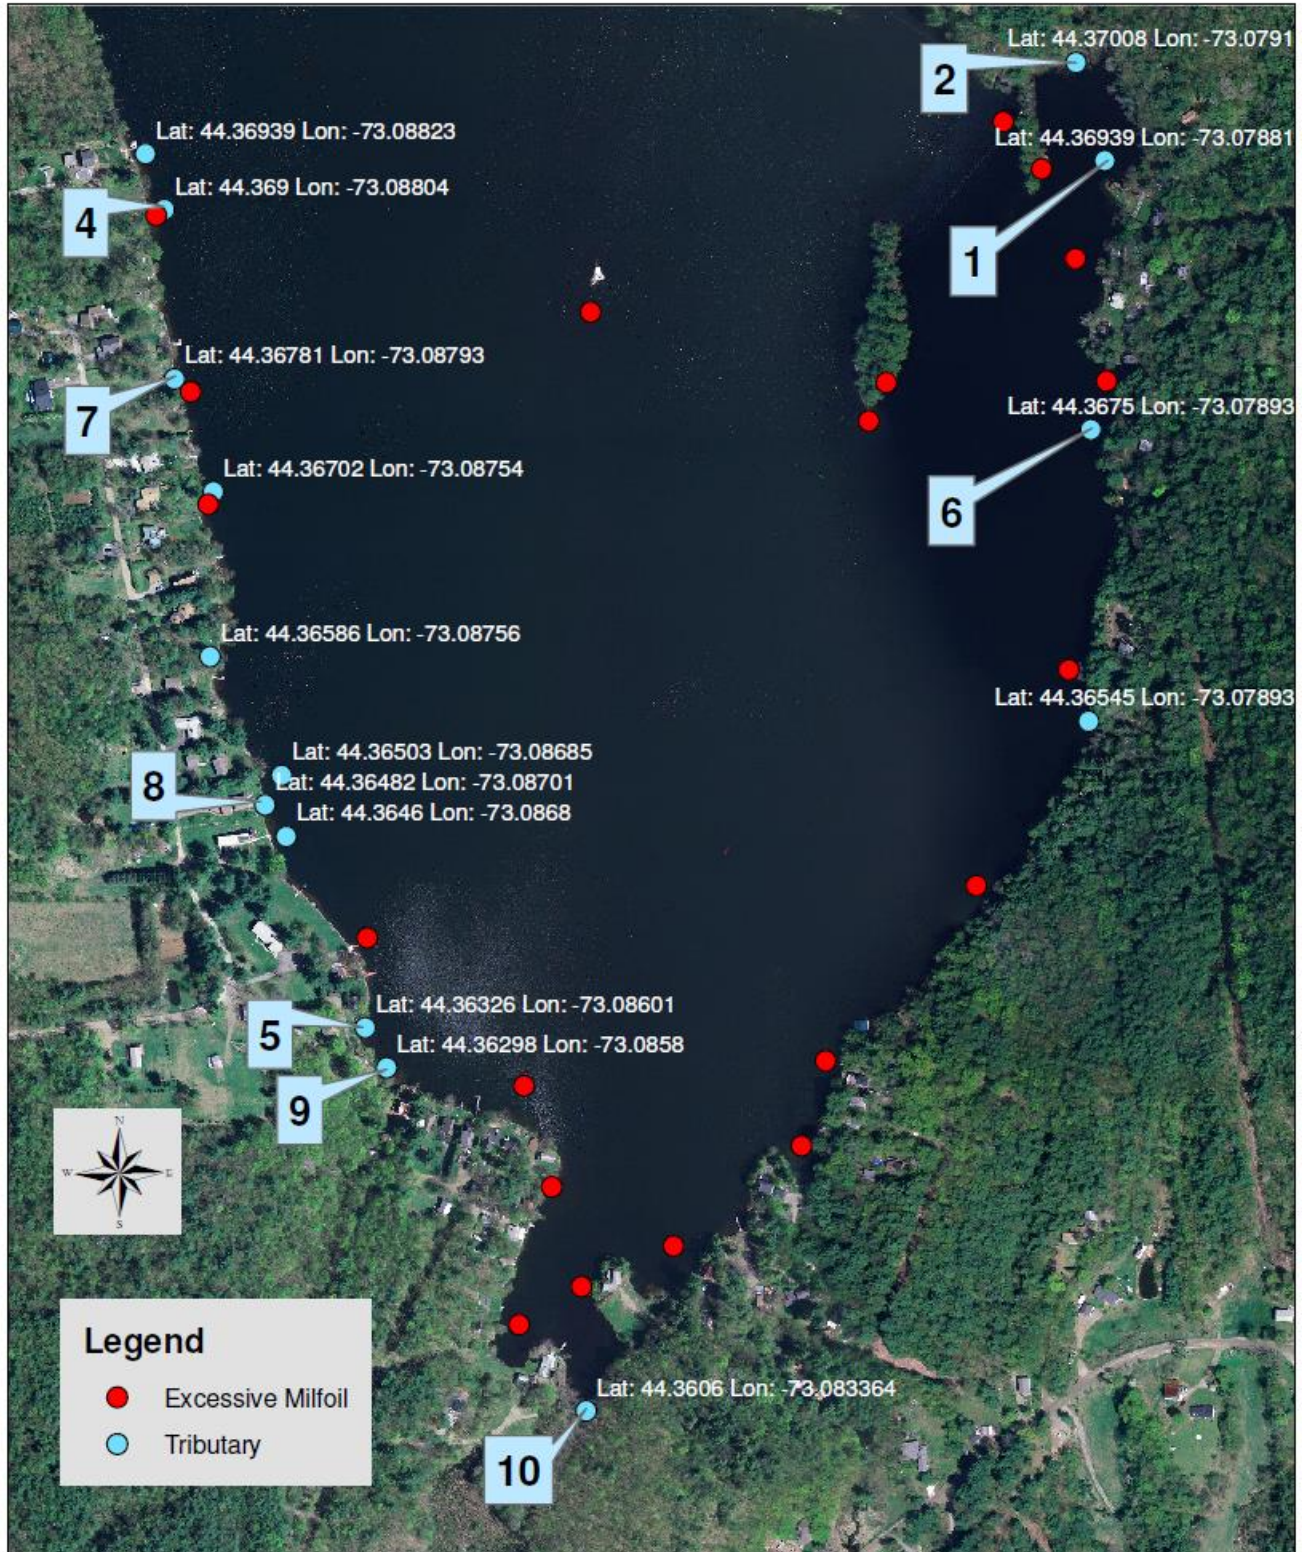 Lat: 44.37008 Lon: -73.0791
2
Lat: 44.36939 Lon: -73.08823
Lat: 44.36939 Lon: -73.07881
Lat: 44.369 Lon: -73.08804
4
1
Lat: 44.36781 Lon: -73.08793
7
Lat: 44.3675 Lon: -73.07893
Lat: 44.36702 Lon: -73.08754
6
Lat: 44.36586 Lon: -73.08756
Lat: 44.36545 Lon: -73.07893
Lat: 44.36503 Lon: -73.08685
8
Lat: 44.36482 Lon: -73.08701
Lat: 44.3646 Lon: -73.0868
Lat: 44.36326 Lon: -73.08601
5
Lat: 44.36298 Lon: -73.0858
9
N
W
E
S
Legend
Excessive Milfoil
Tributary
Lat: 44.3606 Lon: -73.083364
10